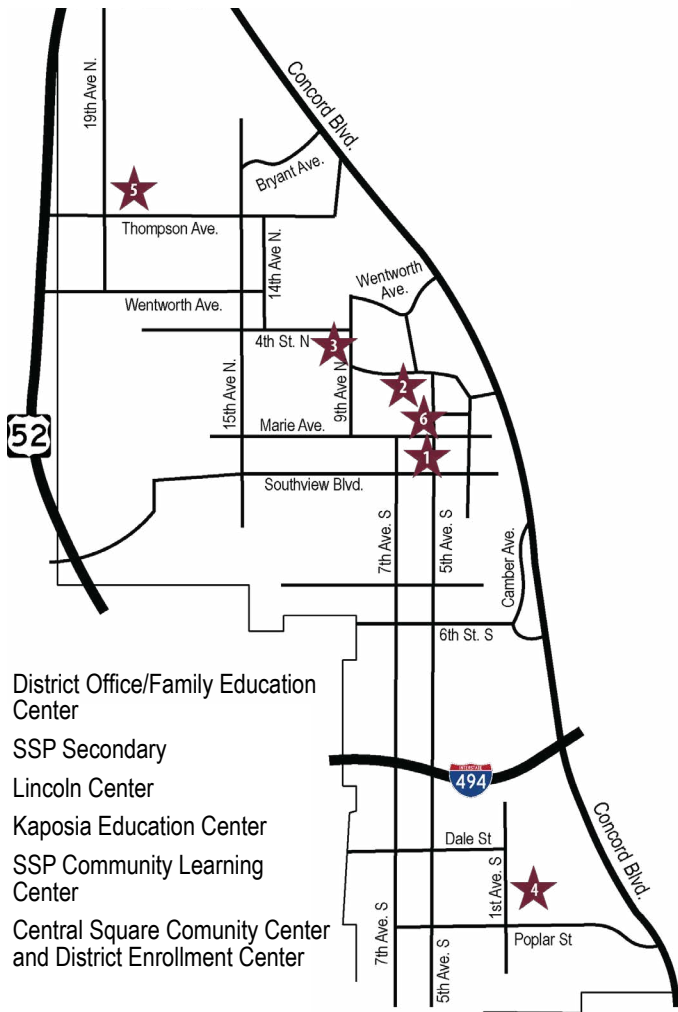 Concord Blvd.
19th Ave N.
Bryant Ave.
5
Thompson Ave.
14th Ave N.
Wentworth
Ave.
Wentworth Ave.
4th St. N
3
15th Ave N.
9th Ave N
2
6
Marie Ave.
52
1
Southview Blvd.
7th Ave. S
5th Ave. S
Camber Ave.
6th St. S
District Office/Family Education
Center
SSP Secondary
Lincoln Center
Kaposia Education Center
SSP Community Learning
Center
Central Square Comunity Center
and District Enrollment Center
INTERSTATE
494
Concord Blvd.
Dale St
1st Ave. S
4
7th Ave. S
5th Ave. S
Poplar St